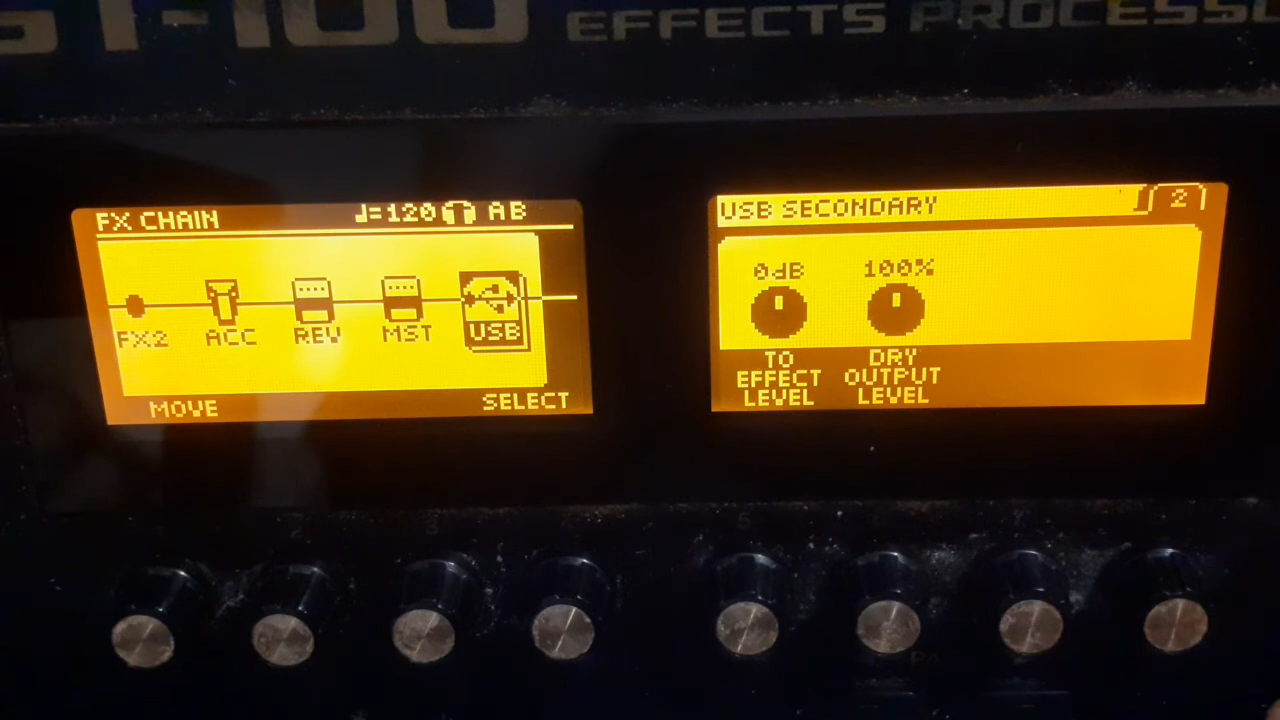 T-100 EFFECTS PROCESSO
FX CHAIN ♩=120 A B
FX2 ACC REV MST USB
MOVE SELECT
USB SECONDARY 2
0dB 100%
TO EFFECT LEVEL
DRY OUTPUT LEVEL